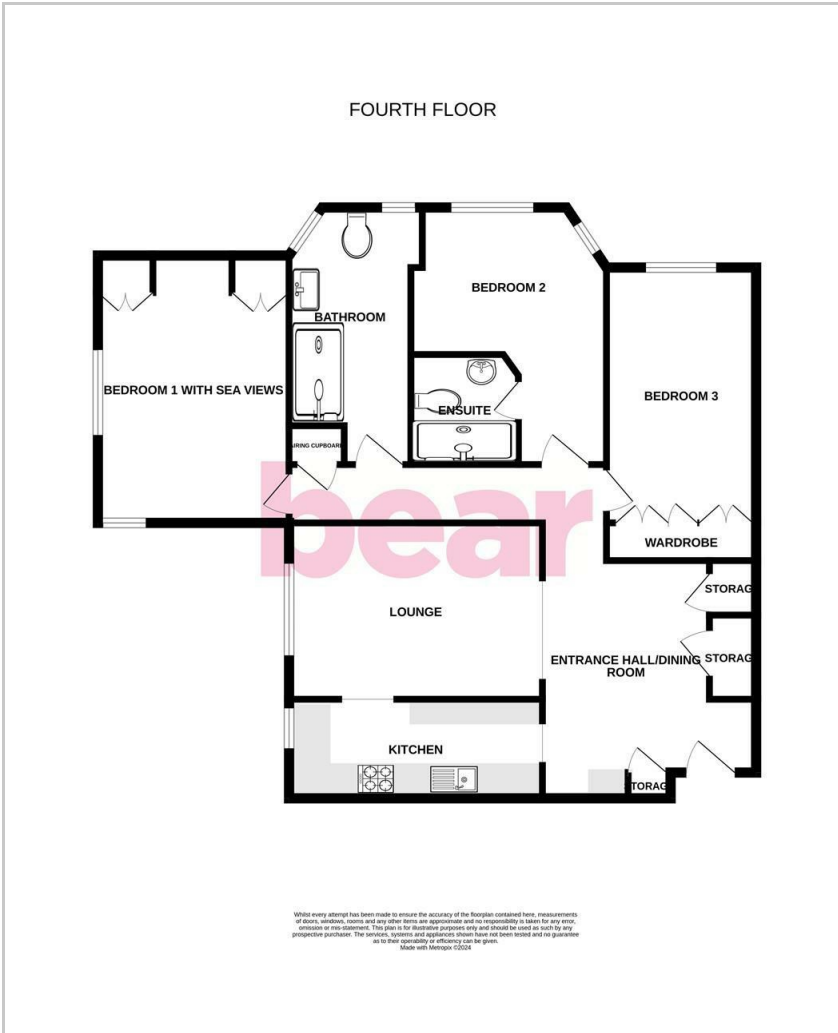 FOURTH FLOOR
BEDROOM 2
BATHROOM
BEDROOM 1 WITH SEA VIEWS
BEDROOM 3
ENSUITE
AIRING CUPBOARD
bear
WARDROBE
STORAG
LOUNGE
ENTRANCE HALL/DINING
ROOM
STORAG
KITCHEN
STORAG
Whilst every attempt has been made to ensure the accuracy of the floorplan contained here, measurements
of doors, windows, rooms and any other items are approximate and no responsibility is taken for any error,
omission or mis-statement. This plan is for illustrative purposes only and should be used as such by any
prospective purchaser. The services, systems and appliances shown have not been tested and no guarantee
as to their operability or efficiency can be given.
Made with Metropix ©2024